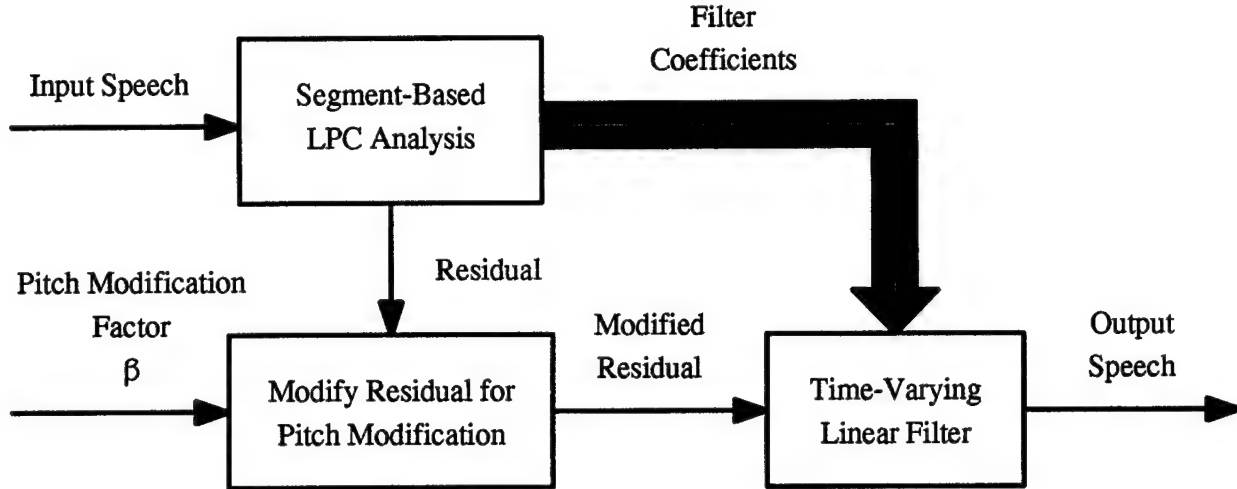 Filter
Coefficients
Input Speech
Segment-Based
LPC Analysis
Residual
Pitch Modification
Factor
β
Modify Residual for
Pitch Modification
Modified
Residual
Time-Varying
Linear Filter
Output
Speech